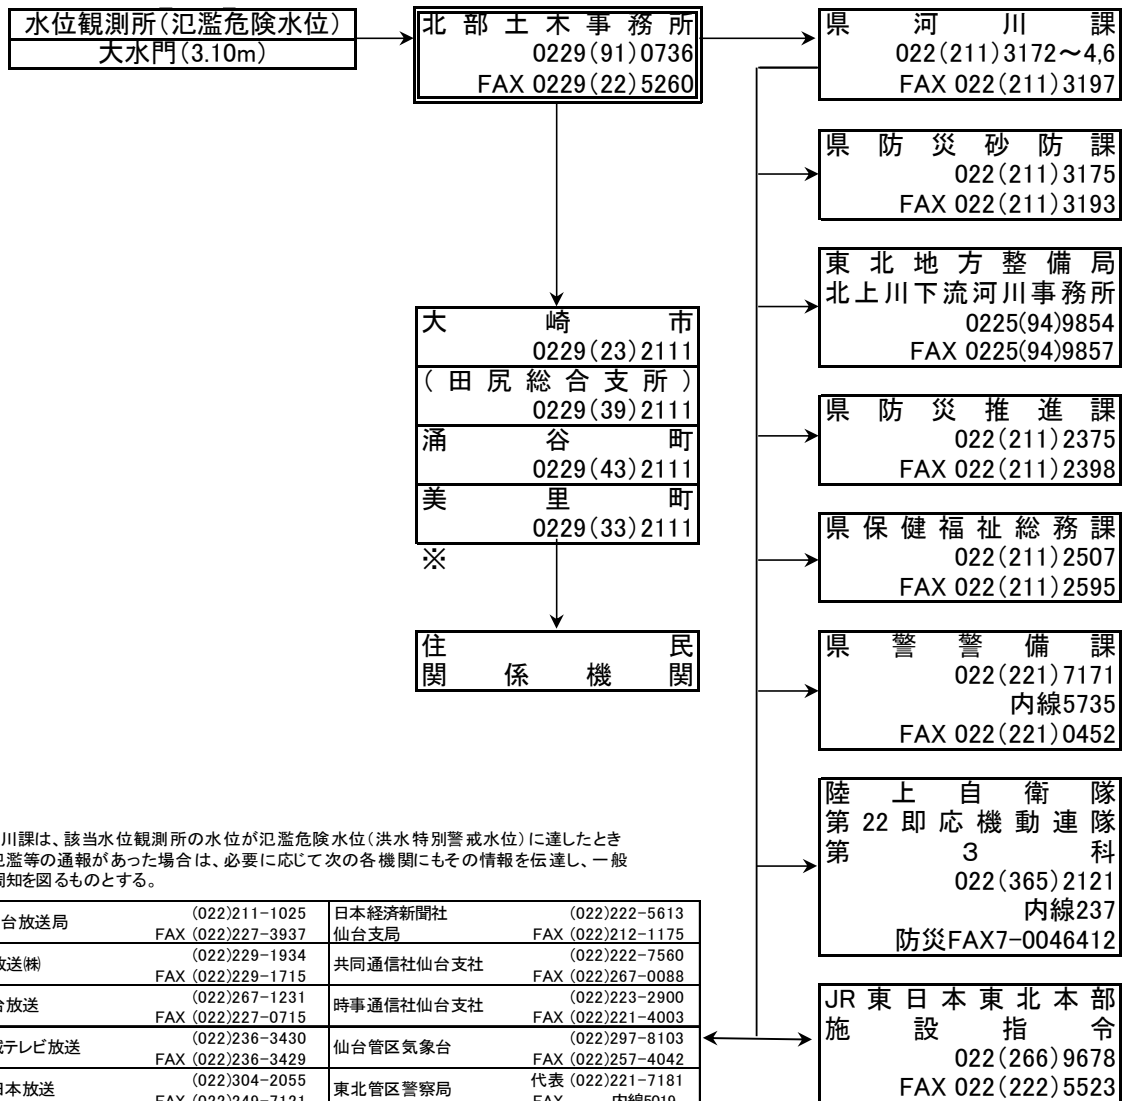 水位観測所(氾濫危険水位)
大水門(3.10m)
北部土木事務所
0229(91)0736
FAX 0229(22)5260
県河川課
022(211)3172～4,6
FAX 022(211)3197
県防災砂防課
022(211)3175
FAX 022(211)3193
東北地方整備局
北上川下流河川事務所
0225(94)9854
FAX 0225(94)9857
県防災推進課
022(211)2375
FAX 022(211)2398
県保健福祉総務課
022(211)2507
FAX 022(211)2595
県警警備課
022(221)7171
内線5735
FAX 022(221)0452
陸上自衛隊
第22即応機動連隊
第3科
022(365)2121
内線237
防災FAX7-0046412
JR東日本東北本部
施設指令
022(266)9678
FAX 022(222)5523
大崎市
0229(23)2111
(田尻総合支所)
0229(39)2111
涌谷町
0229(43)2111
美里町
0229(33)2111
※
住民
関係機関
川課は、該当水位観測所の水位が氾濫危険水位(洪水特別警戒水位)に達したとき
氾濫等の通報があった場合は、必要に応じて次の各機関にもその情報を伝達し、一般
周知を図るものとする。
台放送局 (022)211-1025
FAX (022)227-3937
日本経済新聞社 (022)222-5613
仙台支局 FAX (022)212-1175
放送㈱ (022)229-1934
FAX (022)229-1715
共同通信社仙台支社 (022)222-7560
FAX (022)267-0088
台放送 (022)267-1231
FAX (022)227-0715
時事通信社仙台支社 (022)223-2900
FAX (022)221-4003
テレビ放送 (022)236-3430
FAX (022)236-3429
仙台管区気象台 (022)297-8103
FAX (022)257-4042
日本放送 (022)304-2055
FAX (022)249-7121
東北管区警察局 代表 (022)221-7181
FAX 内線5019